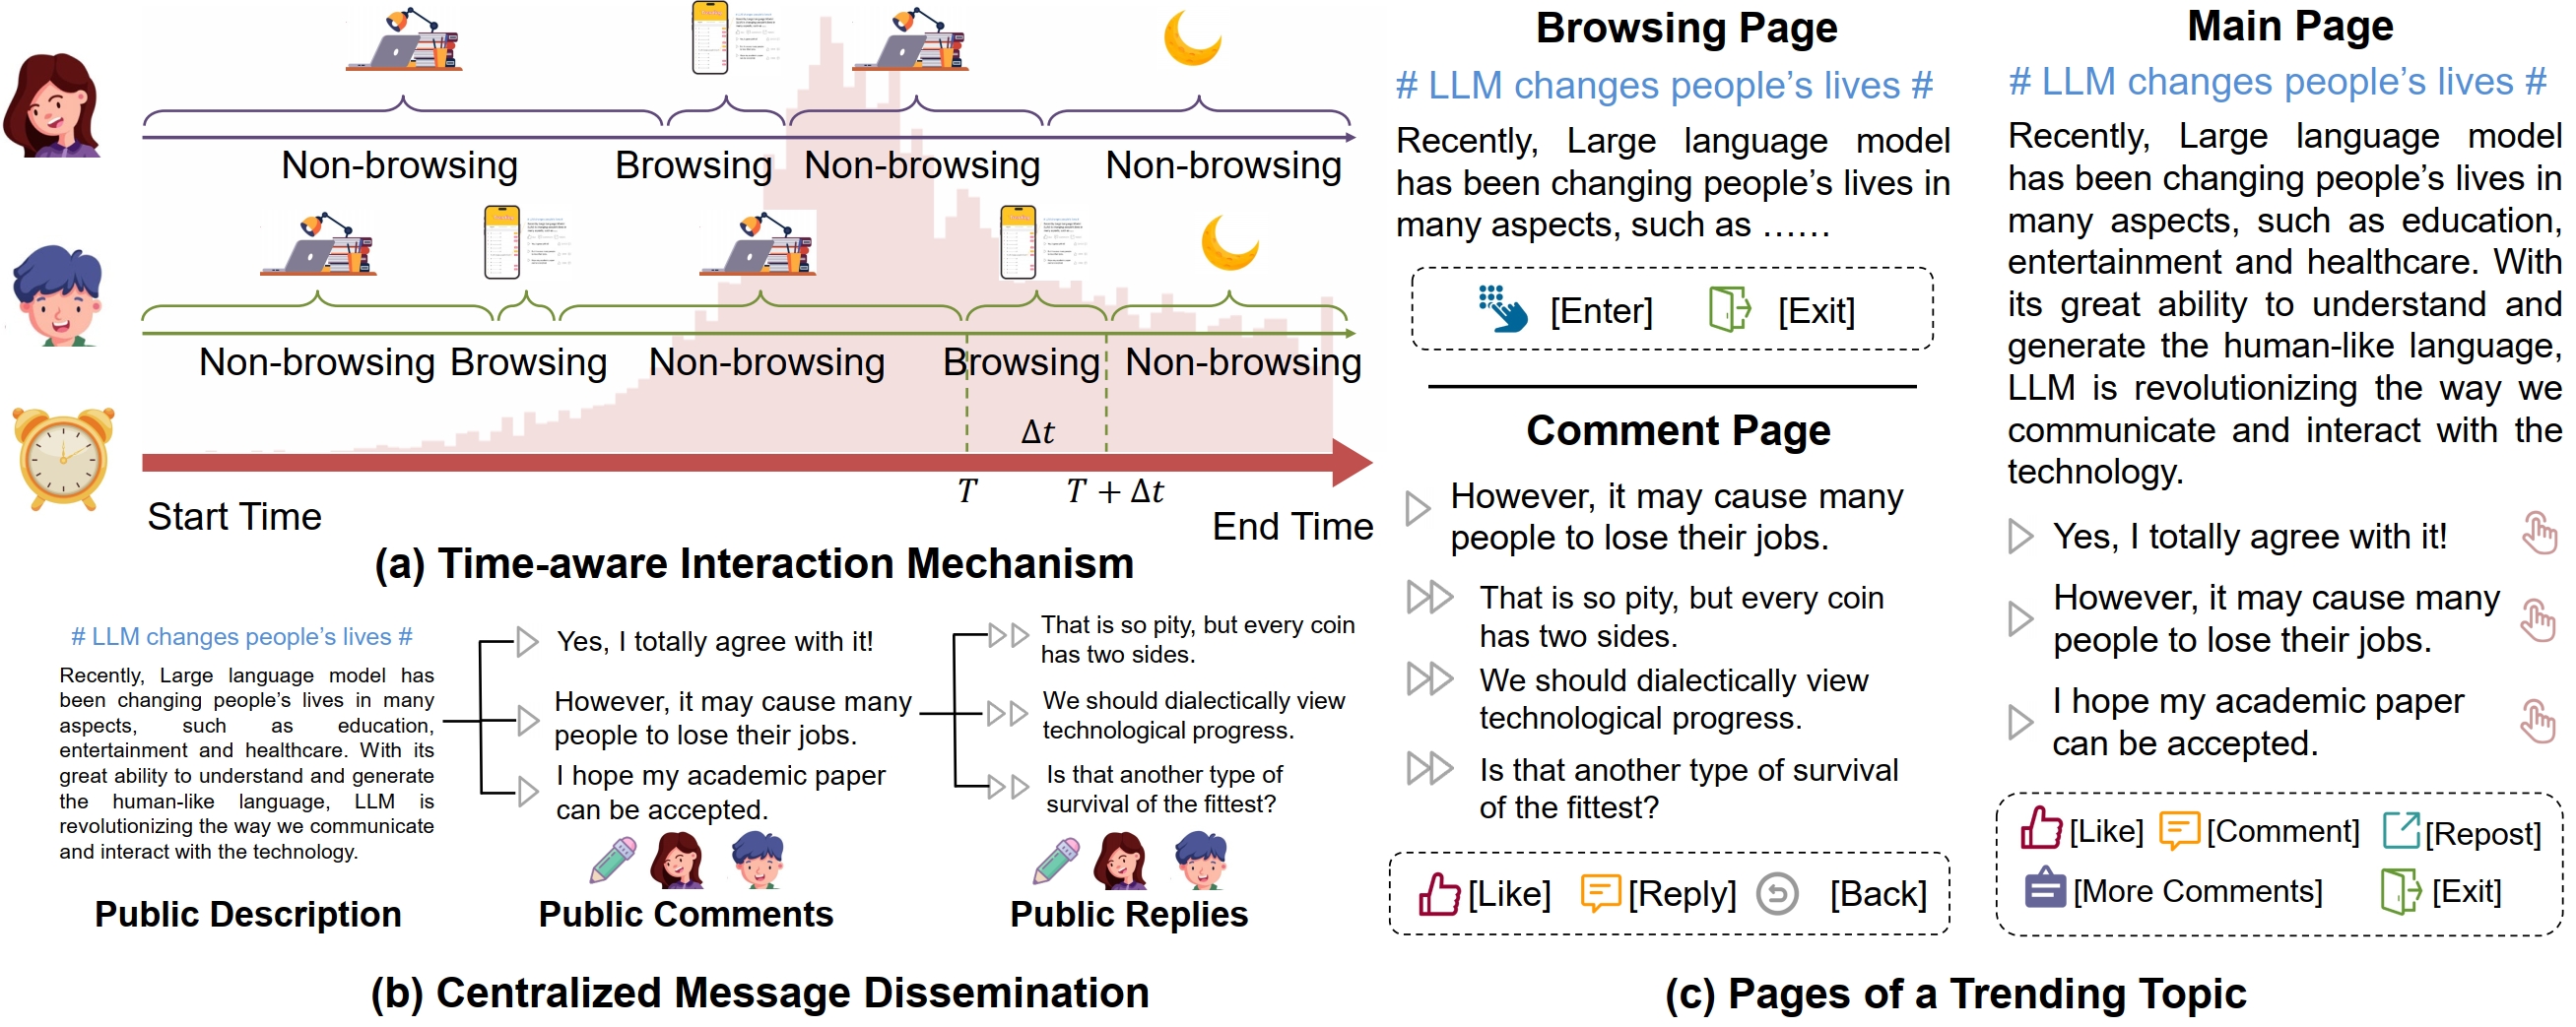 Non-browsing Browsing Non-browsing Non-browsing
Non-browsing Browsing Non-browsing Browsing Non-browsing
Δt
T T + Δt
Start Time
End Time
(a) Time-aware Interaction Mechanism
# LLM changes people's lives #
Recently, Large language model has
been changing people's lives in many
aspects, such as education,
entertainment and healthcare. With its
great ability to understand and generate
the human-like language, LLM is
revolutionizing the way we communicate
and interact with the technology.
Public Description
Yes, I totally agree with it!
However, it may cause many
people to lose their jobs.
I hope my academic paper
can be accepted.
Public Comments
That is so pity, but every coin
has two sides.
We should dialectically view
technological progress.
Is that another type of
survival of the fittest?
Public Replies
(b) Centralized Message Dissemination
Browsing Page
# LLM changes people's lives #
Recently, Large language model
has been changing people's lives in
many aspects, such as ……
[Enter] [Exit]
Comment Page
However, it may cause many
people to lose their jobs.
That is so pity, but every coin
has two sides.
We should dialectically view
technological progress.
Is that another type of survival
of the fittest?
[Like] [Reply] [Back]
Main Page
# LLM changes people's lives #
Recently, Large language model
has been changing people's lives in
many aspects, such as education,
entertainment and healthcare. With
its great ability to understand and
generate the human-like language,
LLM is revolutionizing the way we
communicate and interact with the
technology.
Yes, I totally agree with it!
However, it may cause many
people to lose their jobs.
I hope my academic paper
can be accepted.
[Like] [Comment] [Repost]
[More Comments] [Exit]
(c) Pages of a Trending Topic